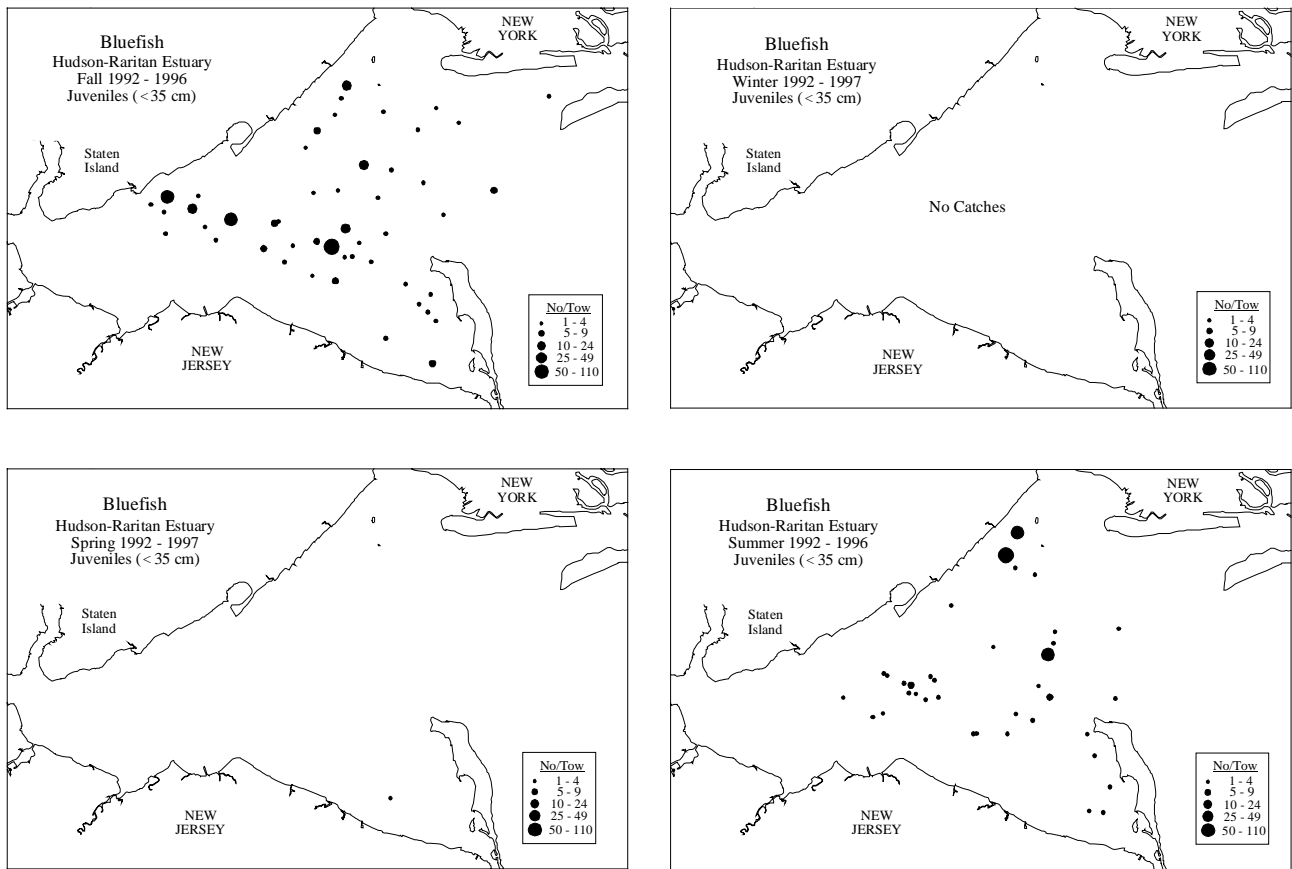 Bluefish
Hudson-Raritan Estuary
Fall 1992 - 1996
Juveniles (<35 cm)
NEW
YORK
Staten
Island
NEW
JERSEY
No/Tow
1 - 4
5 - 9
10 - 24
25 - 49
50 - 110
Bluefish
Hudson-Raritan Estuary
Winter 1992 - 1997
Juveniles (<35 cm)
NEW
YORK
Staten
Island
No Catches
NEW
JERSEY
No/Tow
1 - 4
5 - 9
10 - 24
25 - 49
50 - 110
Bluefish
Hudson-Raritan Estuary
Spring 1992 - 1997
Juveniles (<35 cm)
NEW
YORK
Staten
Island
NEW
JERSEY
No/Tow
1 - 4
5 - 9
10 - 24
25 - 49
50 - 110
Bluefish
Hudson-Raritan Estuary
Summer 1992 - 1996
Juveniles (<35 cm)
NEW
YORK
Staten
Island
NEW
JERSEY
No/Tow
1 - 4
5 - 9
10 - 24
25 - 49
50 - 110